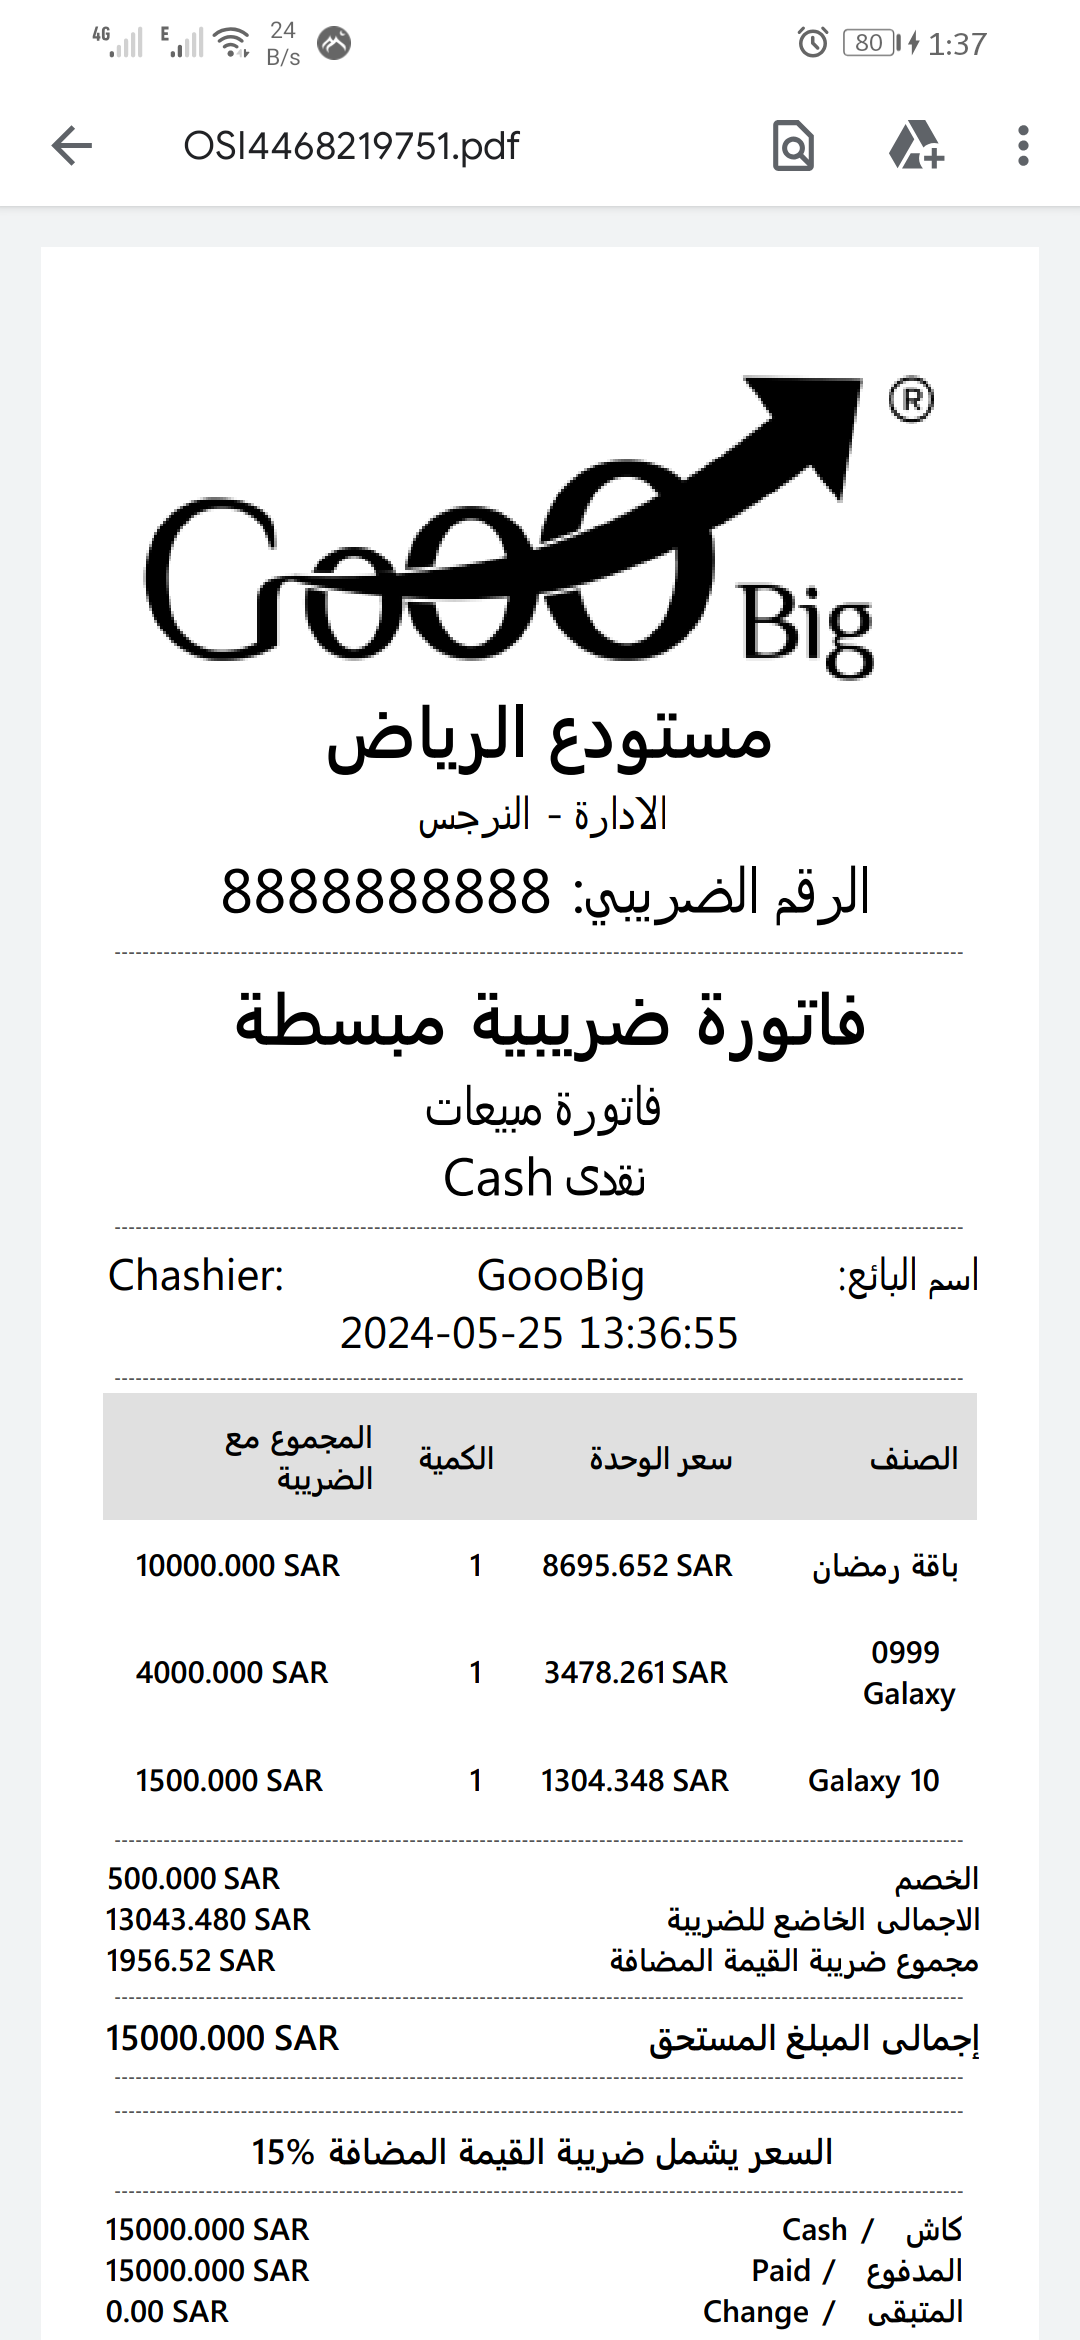 4G E 24 B/s 80 1:37
OSI4468219751.pdf
GoooBig ®
مستودع الرياض
الادارة - النرجس
الرقم الضريبي: 8888888888
فاتورة ضريبية مبسطة
فاتورة مبيعات
نقدى Cash
Chashier: GoooBig اسم البائع:
2024-05-25 13:36:55
الصنف سعر الوحدة الكمية المجموع مع الضريبة
باقة رمضان 8695.652 SAR 1 10000.000 SAR
0999 Galaxy 3478.261 SAR 1 4000.000 SAR
Galaxy 10 1304.348 SAR 1 1500.000 SAR
الخصم 500.000 SAR
الاجمالى الخاضع للضريبة 13043.480 SAR
مجموع ضريبة القيمة المضافة 1956.52 SAR
إجمالى المبلغ المستحق 15000.000 SAR
السعر يشمل ضريبة القيمة المضافة 15%
كاش / Cash 15000.000 SAR
المدفوع / Paid 15000.000 SAR
المتبقى / Change 0.00 SAR